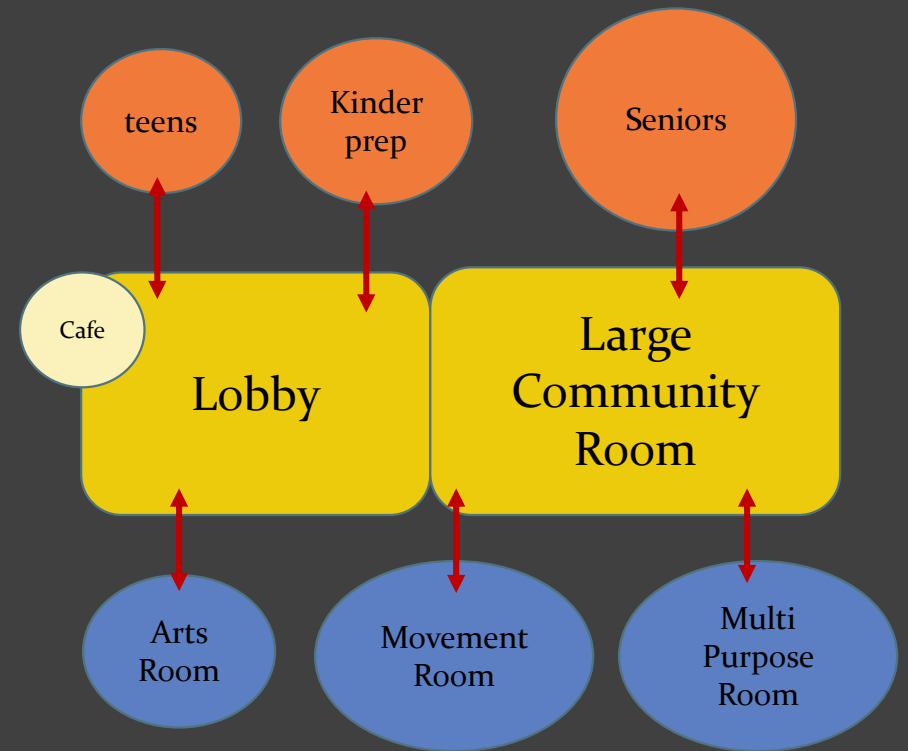 teens
Kinder
prep
Seniors
Cafe
Lobby
Large
Community
Room
Arts
Room
Movement
Room
Multi
Purpose
Room